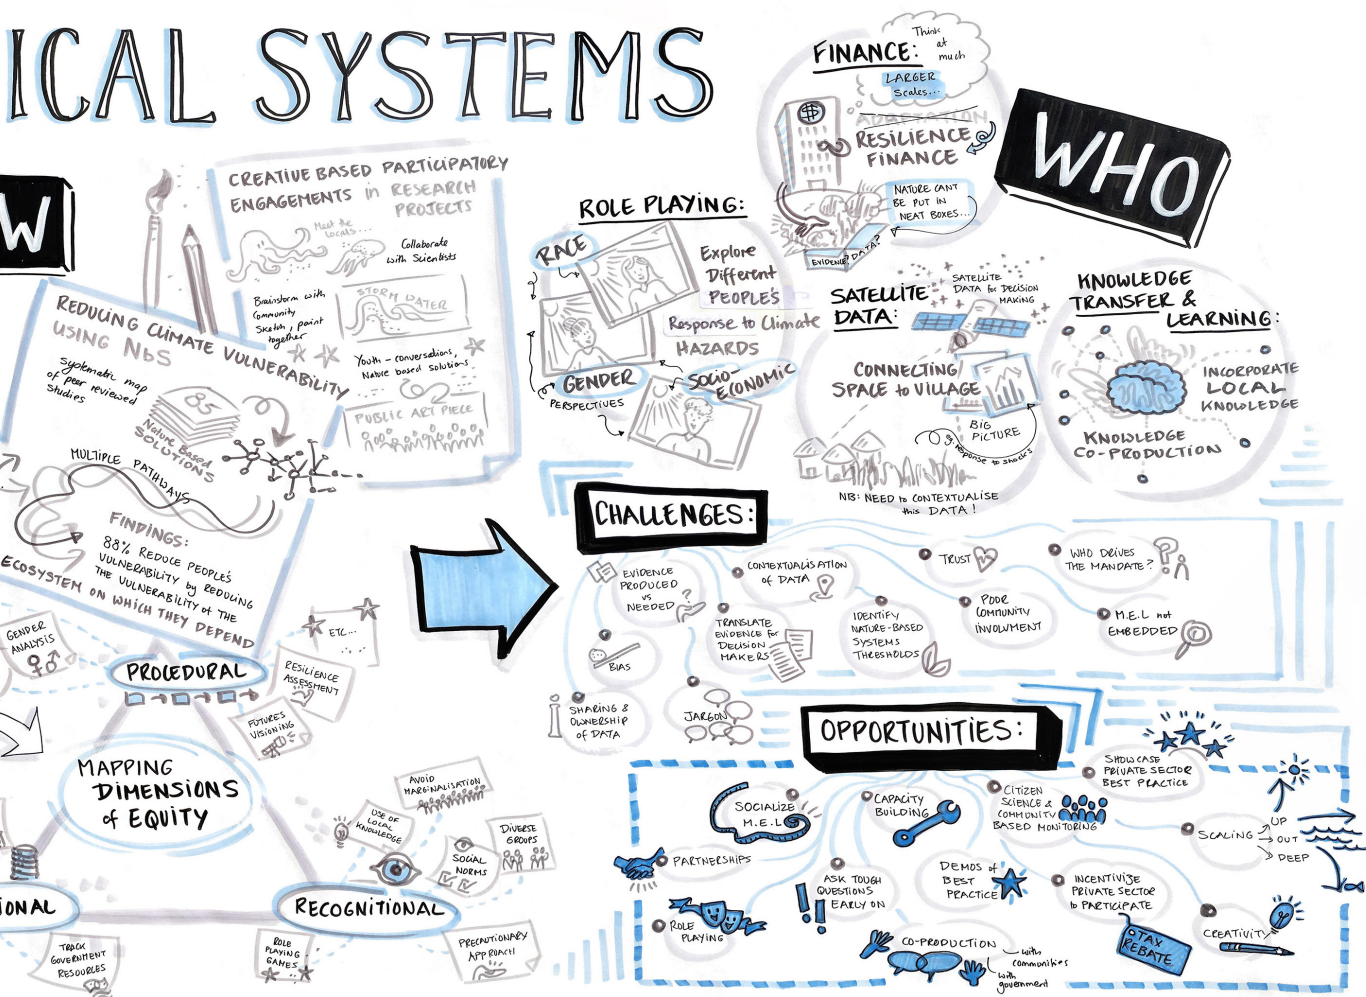 ICAL SYSTEMS
W
CREATIVE BASED PARTICIPATORY
ENGAGEMENTS in RESEARCH
PROJECTS
Meet the
locals...
Collaborate
with Scientists
Brainstorm with
Community
Sketch, paint
together
STORM WATER
Youth - conversations,
Nature based solutions
PUBLIC ART PIECE
REDUCING CLIMATE VULNERABILITY
USING NbS
systematic map
of peer reviewed
studies
85
Nature Based
SOLUTIONS
MULTIPLE PATHWAYS
FINDINGS:
88% REDUCE PEOPLE'S
VULNERABILITY by REDUCING
THE VULNERABILITY of THE
ECOSYSTEM ON WHICH THEY DEPEND
GENDER
ANALYSIS
PROCEDURAL
ETC...
RESILIENCE
ASSESSMENT
FUTURES
VISIONING
MAPPING
DIMENSIONS
of EQUITY
AVOID
MARGINALISATION
USE OF
LOCAL
KNOWLEDGE
SOCIAL
NORMS
DIVERSE
GROUPS
IONAL
RECOGNITIONAL
TRACK
GOVERNMENT
RESOURCES
ROLE
PLAYING
GAMES
PRECAUTIONARY
APPROACH
WHO
FINANCE:
Think
at
much
LARGER
Scales...
ADAPTATION
RESILIENCE
FINANCE
NATURE CAN'T
BE PUT IN
NEAT BOXES...
EVIDENCE? DATA?
ROLE PLAYING:
RACE
GENDER
SOCIO-
ECONOMIC
PERSPECTIVES
Explore
Different
PEOPLE'S
Response to Climate
HAZARDS
SATELLITE
DATA:
SATELLITE
DATA for DECISION
MAKING
CONNECTING
SPACE to VILLAGE
BIG
PICTURE
eg. Response to shocks
NB: NEED to CONTEXTUALISE
this DATA!
KNOWLEDGE
TRANSFER &
LEARNING:
INCORPORATE
LOCAL
KNOWLEDGE
KNOWLEDGE
CO-PRODUCTION
CHALLENGES:
EVIDENCE
PRODUCED
vs
NEEDED
CONTEXTUALISATION
OF DATA
TRUST
WHO DRIVES
THE MANDATE?
BIAS
TRANSLATE
EVIDENCE for
DECISION
MAKERS
IDENTIFY
NATURE-BASED
SYSTEMS
THRESHOLDS
POOR
COMMUNITY
INVOLVMENT
M.E.L not
EMBEDDED
SHARING &
OWNERSHIP
of DATA
JARGON
OPPORTUNITIES:
SOCIALIZE
M.E.L
CAPACITY
BUILDING
CITIZEN
SCIENCE &
COMMUNITY
BASED MONITORING
SHOWCASE
PRIVATE SECTOR
BEST PRACTICE
SCALING
UP
OUT
DEEP
PARTNERSHIPS
ASK TOUGH
QUESTIONS
EARLY ON
DEMOS of
BEST
PRACTICE
INCENTIVIZE
PRIVATE SECTOR
to PARTICIPATE
TAX
REBATE
CREATIVITY
ROLE
PLAYING
CO-PRODUCTION
with
communities
with
government